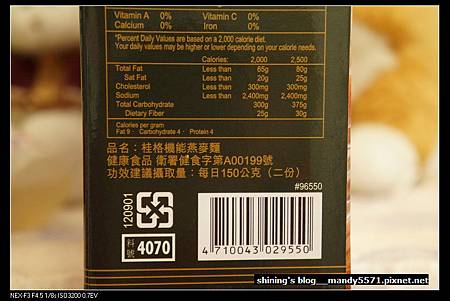 Vitamin A 0% Vitamin C 0%
Calcium 0% Iron 0%
*Percent Daily Values are based on a 2,000 calorie diet.
Your daily values may be higher or lower depending on your calorie needs.
Calories: 2,000 2,500
Total Fat Less than 65g 80g
Sat Fat Less than 20g 25g
Cholesterol Less than 300mg 300mg
Sodium Less than 2,400mg 2,400mg
Total Carbohydrate 300g 375g
Dietary Fiber 25g 30g
Calories per gram
Fat 9 · Carbohydrate 4 · Protein 4
品名：桂格機能燕麥麵
健康食品 衛署健食字第A00199號
功效建議攝取量：每日150公克(二份)
#96550
120901
料號 4070
4 710043 029550
shining's blog__mandy5571.pixnet.net
NEX-F3 F4.5 1/8s ISO3200 0.7EV